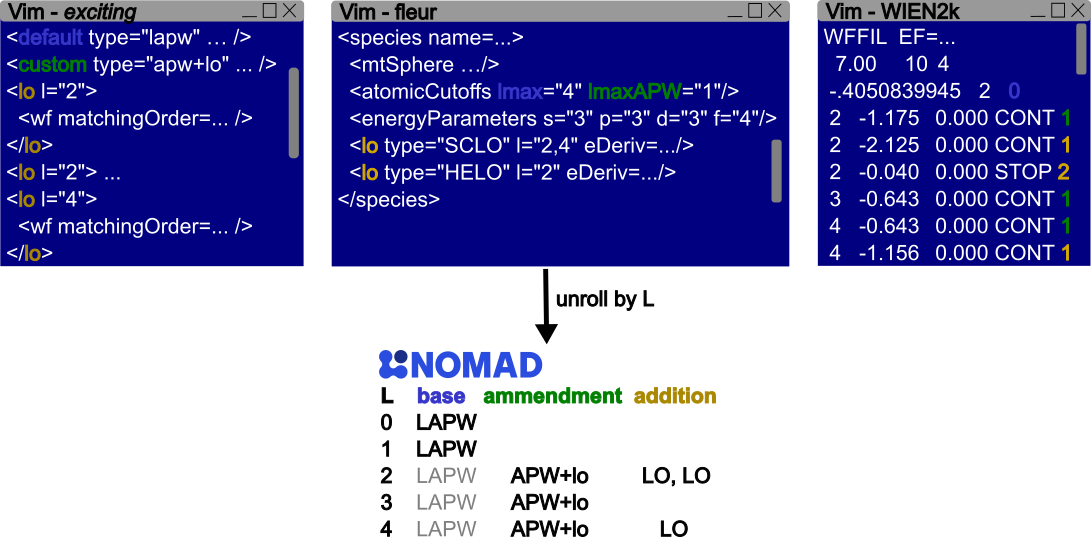 Vim - exciting
<default type="lapw" ... />
<custom type="apw+lo" ... />
<lo l="2">
<wf matchingOrder=... />
</lo>
<lo l="2"> ...
<lo l="4">
<wf matchingOrder=... />
</lo>
Vim - fleur
<species name=...>
<mtSphere .../>
<atomicCutoffs lmax="4" lmaxAPW="1"/>
<energyParameters s="3" p="3" d="3" f="4"/>
<lo type="SCLO" l="2,4" eDeriv=.../>
<lo type="HELO" l="2" eDeriv=.../>
</species>
Vim - WIEN2k
WFFIL EF=...
7.00 10 4
-.4050839945 2 0
2 -1.175 0.000 CONT 1
2 -2.125 0.000 CONT 1
2 -0.040 0.000 STOP 2
3 -0.643 0.000 CONT 1
4 -0.643 0.000 CONT 1
4 -1.156 0.000 CONT 1
unroll by L
NOMAD
L base ammendment addition
0 LAPW
1 LAPW
2 LAPW APW+lo LO, LO
3 LAPW APW+lo
4 LAPW APW+lo LO